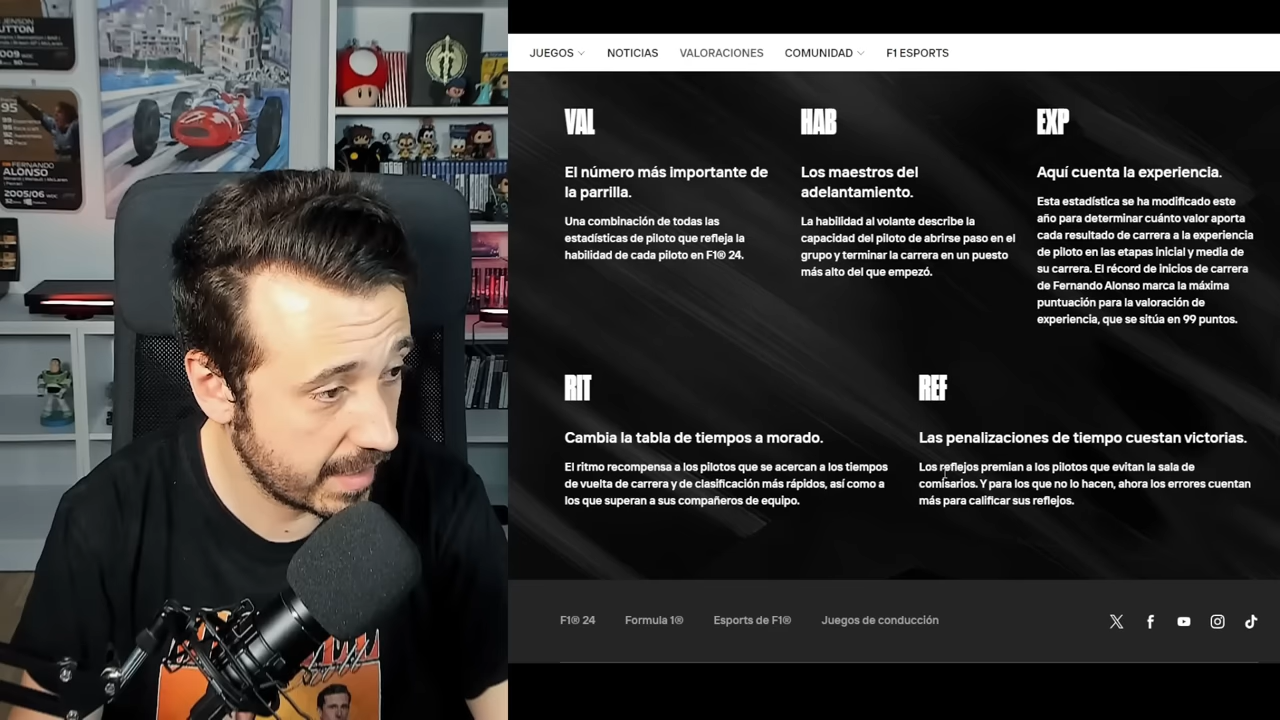 JENSON
BUTTON
2009
95
FERNANDO
ALONSO
2005/06
JUEGOS
NOTICIAS
VALORACIONES
COMUNIDAD
F1 ESPORTS
VAL
El número más importante de
la parrilla.
Una combinación de todas las
estadísticas de piloto que refleja la
habilidad de cada piloto en F1® 24.
HAB
Los maestros del
adelantamiento.
La habilidad al volante describe la
capacidad del piloto de abrirse paso en el
grupo y terminar la carrera en un puesto
más alto del que empezó.
EXP
Aquí cuenta la experiencia.
Esta estadística se ha modificado este
año para determinar cuánto valor aporta
cada resultado de carrera a la experiencia
de piloto en las etapas inicial y media de
su carrera. El récord de inicios de carrera
de Fernando Alonso marca la máxima
puntuación para la valoración de
experiencia, que se sitúa en 99 puntos.
RIT
Cambia la tabla de tiempos a morado.
El ritmo recompensa a los pilotos que se acercan a los tiempos
de vuelta de carrera y de clasificación más rápidos, así como a
los que superan a sus compañeros de equipo.
REF
Las penalizaciones de tiempo cuestan victorias.
Los reflejos premian a los pilotos que evitan la sala de
comisarios. Y para los que no lo hacen, ahora los errores cuentan
más para calificar sus reflejos.
F1® 24
Formula 1®
Esports de F1®
Juegos de conducción